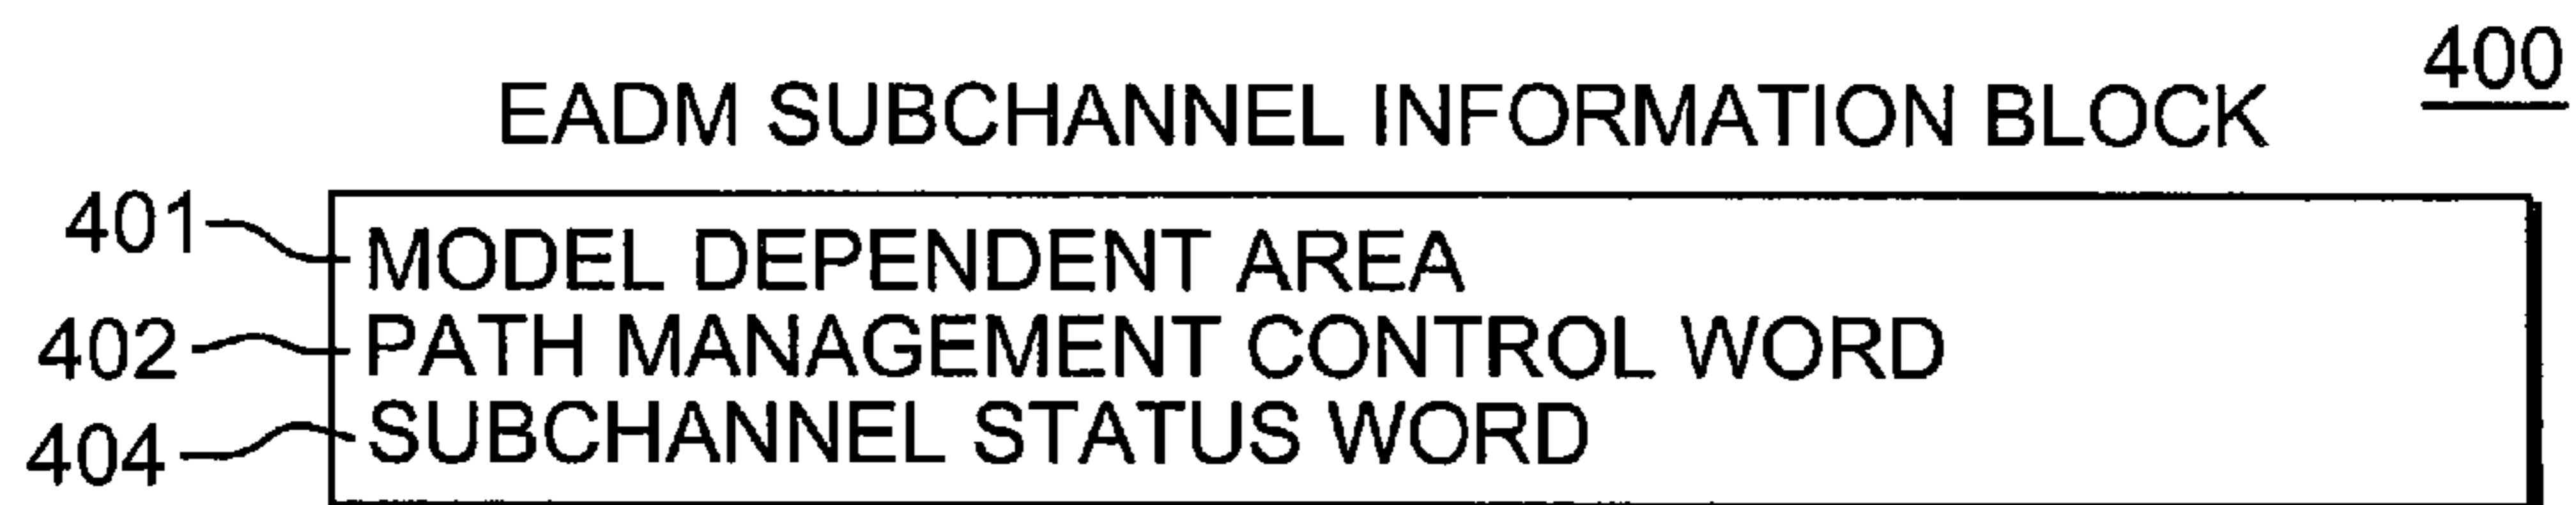 400
EADM SUBCHANNEL INFORMATION BLOCK
401 MODEL DEPENDENT AREA
402 PATH MANAGEMENT CONTROL WORD
404 SUBCHANNEL STATUS WORD